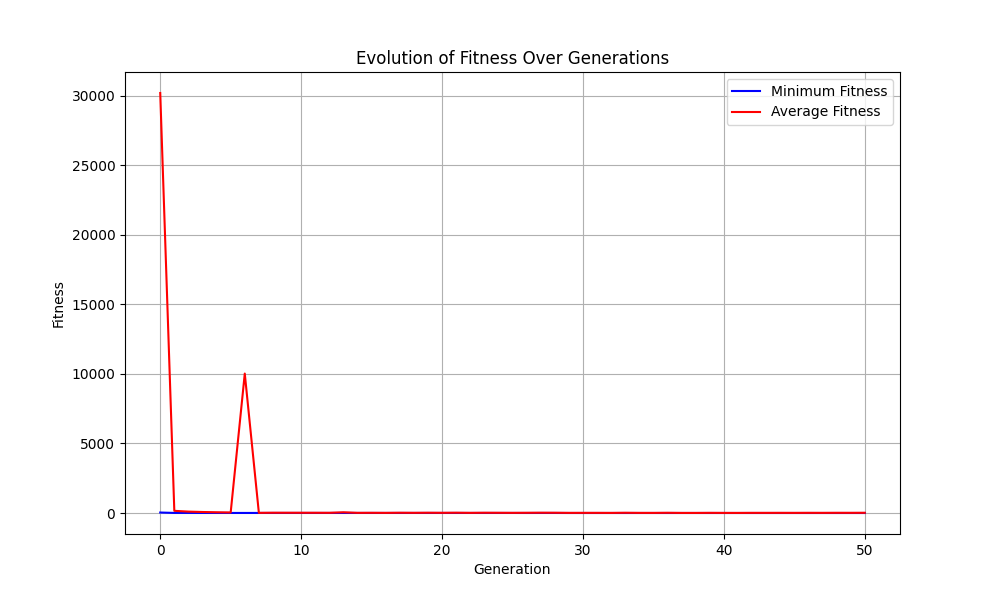 Evolution of Fitness Over Generations
Minimum Fitness
Average Fitness
30000
25000
20000
15000
10000
5000
0
Fitness
0 10 20 30 40 50
Generation